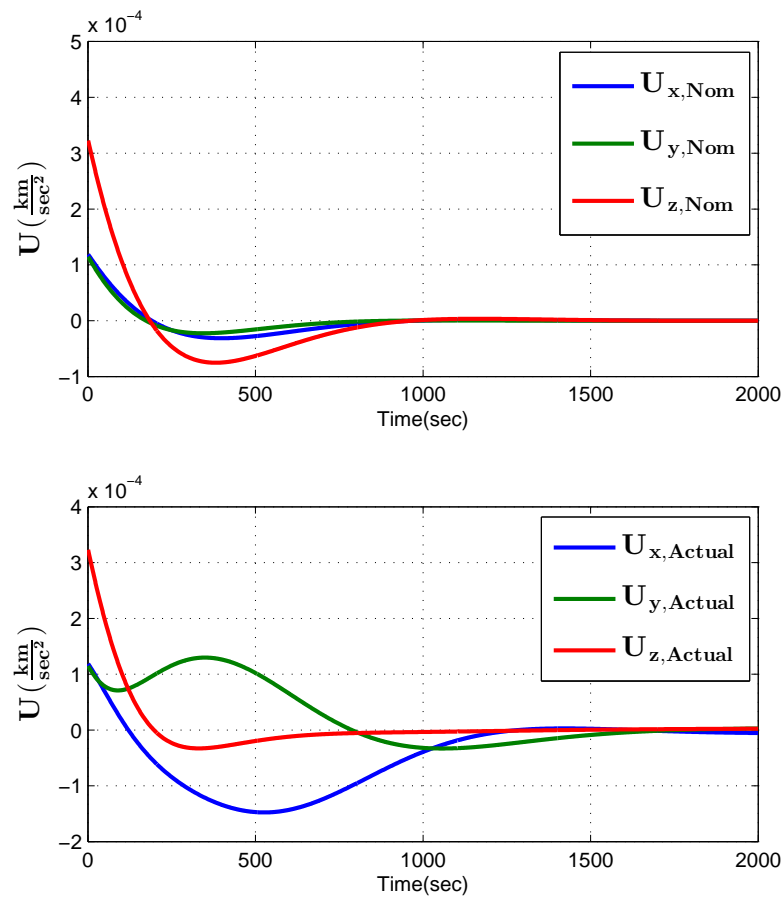 x 10⁻⁴
5
4
3
2
1
0
−1
U (km/sec²)
U x,Nom
U y,Nom
U z,Nom
0 500 1000 1500 2000
Time(sec)
x 10⁻⁴
4
3
2
1
0
−1
−2
U (km/sec²)
U x,Actual
U y,Actual
U z,Actual
0 500 1000 1500 2000
Time(sec)